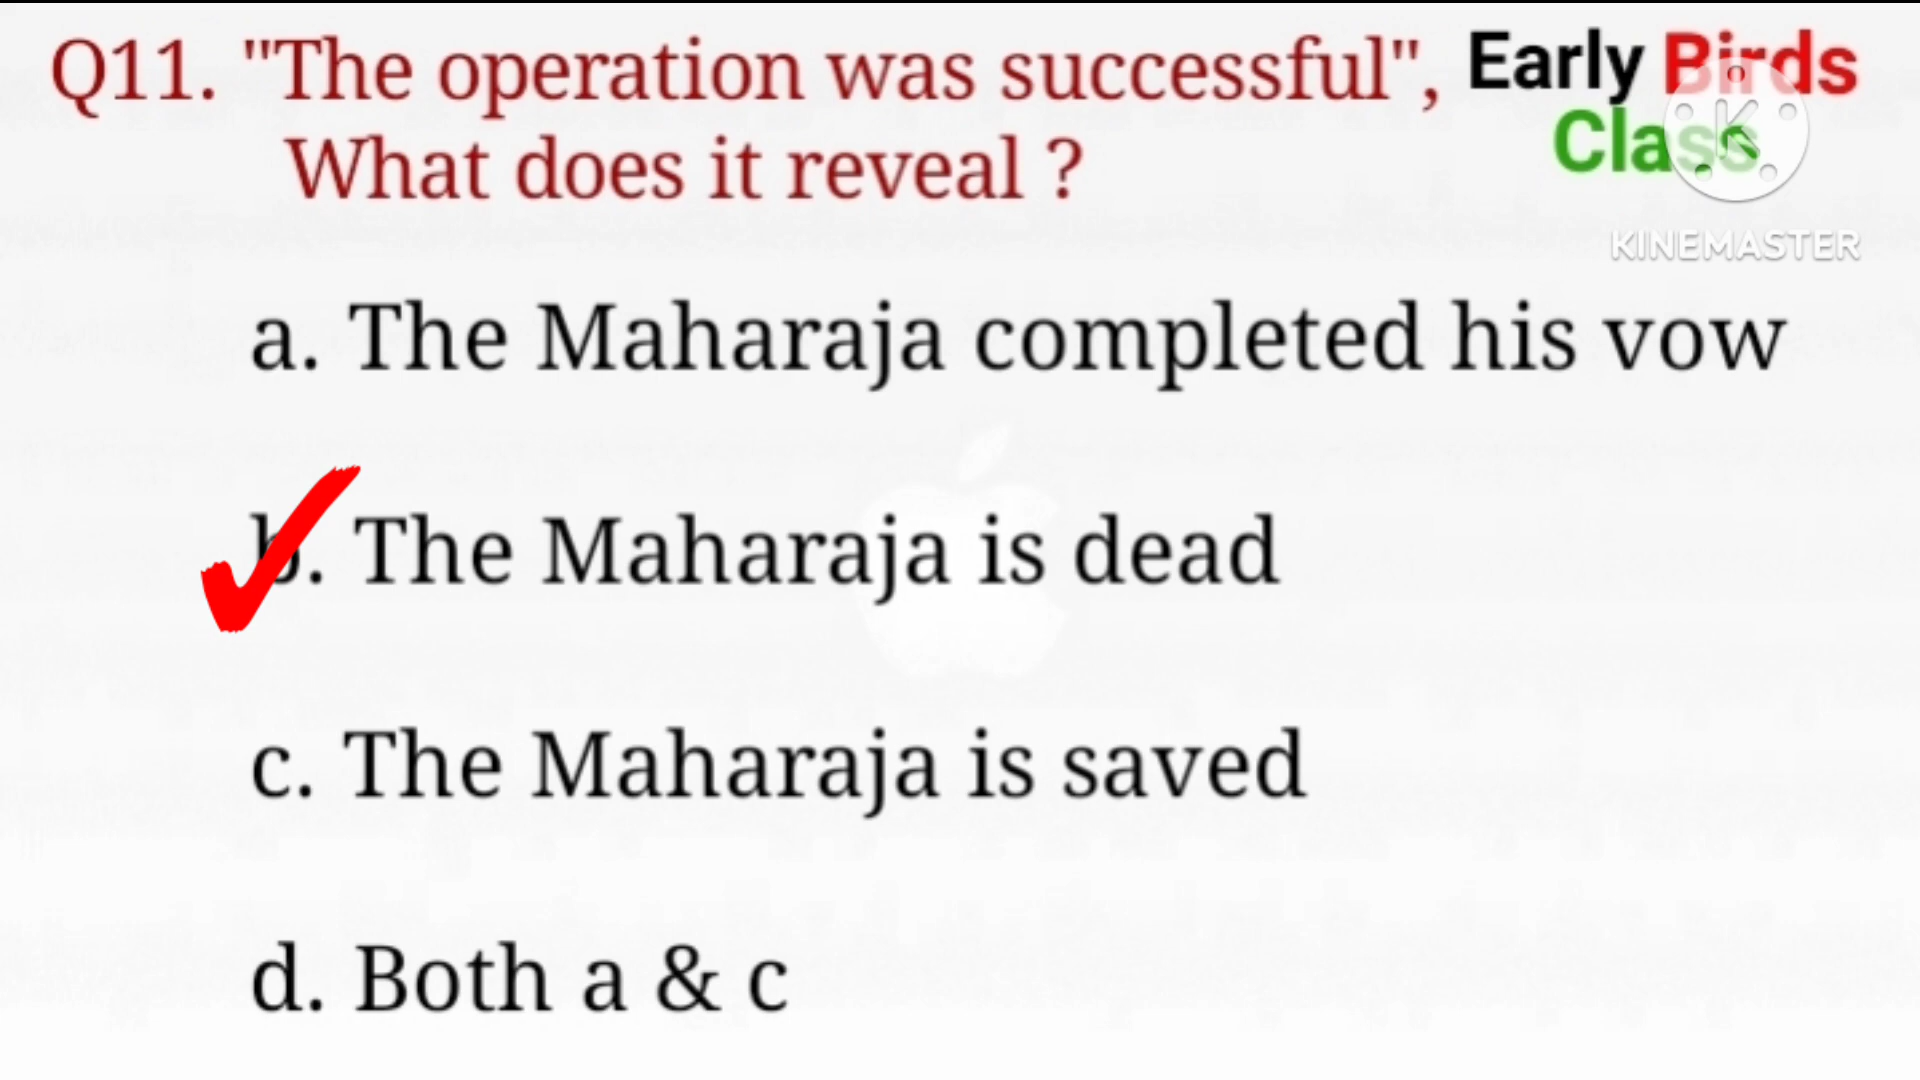 Q11. "The operation was successful",
What does it reveal ?
Early Birds
Class
KINEMASTER
a. The Maharaja completed his vow
b. The Maharaja is dead
c. The Maharaja is saved
d. Both a & c